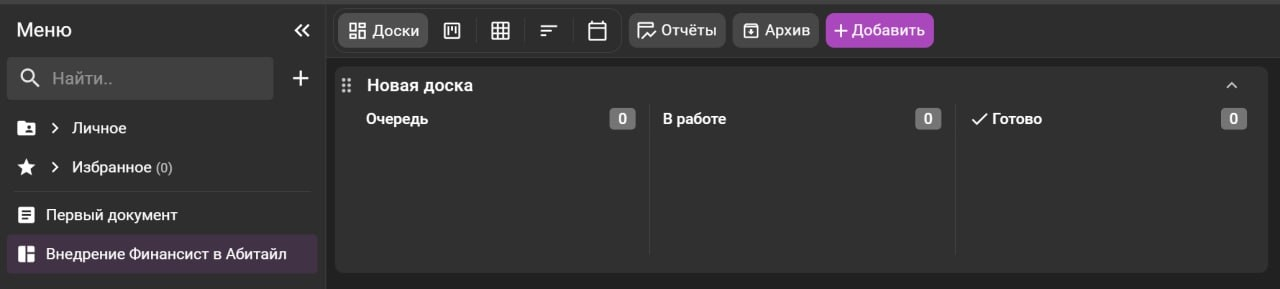 Меню
Найти..
Личное
Избранное (0)
Первый документ
Внедрение Финансист в Абитайл
Доски
Отчёты
Архив
Добавить
Новая доска
Очередь 0
В работе 0
Готово 0